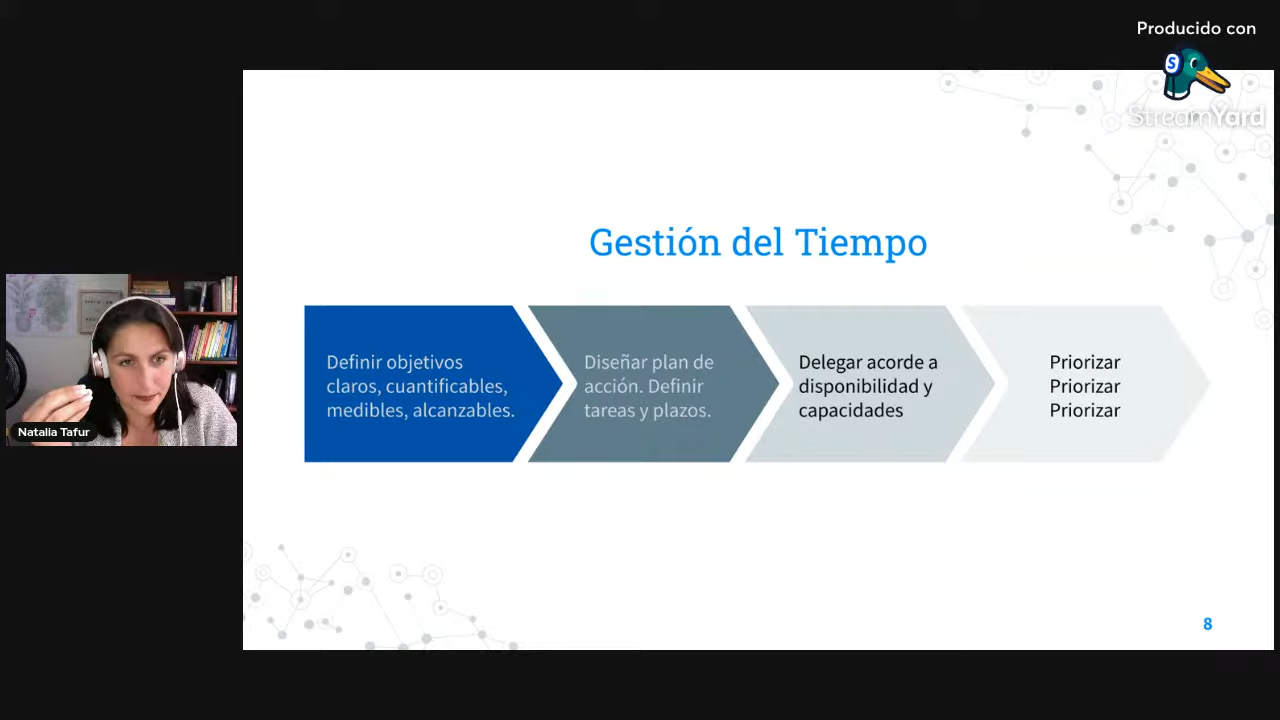 Producido con
StreamYard
Gestión del Tiempo
Definir objetivos
claros, cuantificables,
medibles, alcanzables.
Diseñar plan de
acción. Definir
tareas y plazos.
Delegar acorde a
disponibilidad y
capacidades
Priorizar
Priorizar
Priorizar
Natalia Tafur
8